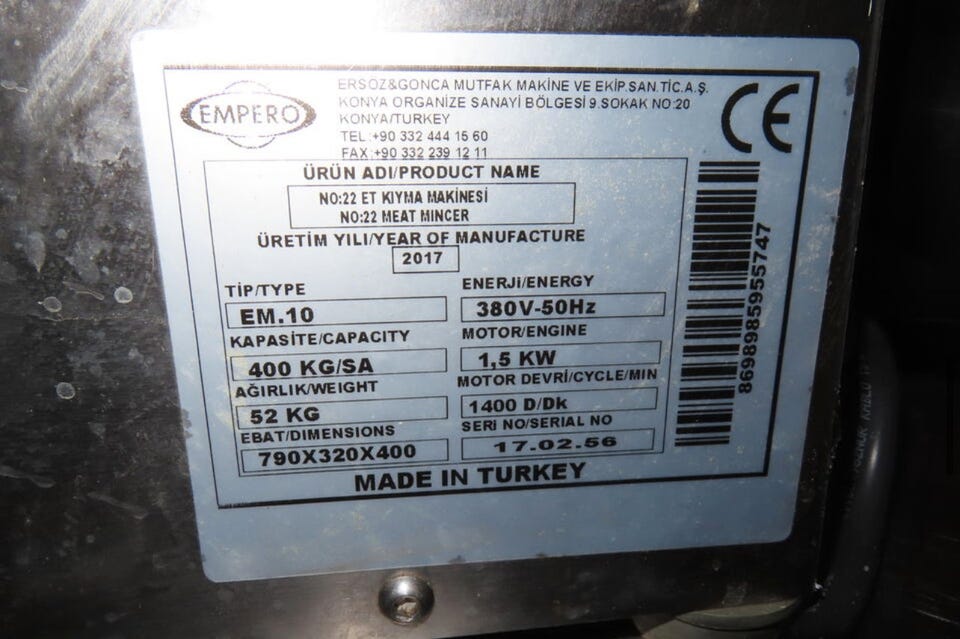 EMPERO
ERSÖZ&GONCA MUTFAK MAKİNE VE EKİP.SAN.TİC.A.Ş.
KONYA ORGANİZE SANAYİ BÖLGESİ 9.SOKAK NO:20
KONYA/TURKEY
TEL :+90 332 444 15 60
FAX :+90 332 239 12 11
CE
ÜRÜN ADI/PRODUCT NAME
NO:22 ET KIYMA MAKİNESİ
NO:22 MEAT MINCER
ÜRETİM YILI/YEAR OF MANUFACTURE
2017
TİP/TYPE
EM.10
ENERJi/ENERGY
380V-50Hz
KAPASİTE/CAPACITY
400 KG/SA
MOTOR/ENGINE
1,5 KW
AĞIRLIK/WEIGHT
52 KG
MOTOR DEVRİ/CYCLE/MIN
1400 D/Dk
EBAT/DIMENSIONS
790X320X400
SERI NO/SERIAL NO
17.02.56
MADE IN TURKEY
8698985955747